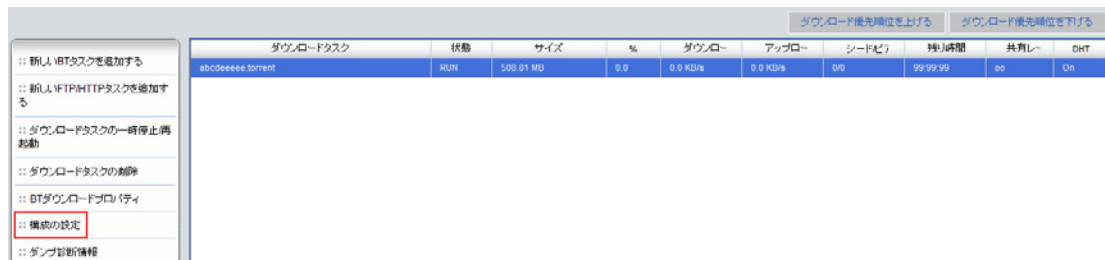 ダウンロード優先順位を上げる ダウンロード優先順位を下げる
ダウンロードタスク 状態 サイズ % ダウンロ～ アップロ～ シード/ピア 残り時間 共有レ～ DHT
abcdeeeee.torrent RUN 508.81 MB 0.0 0.0 KB/s 0.0 KB/s 0/0 99:99:99 oo On
:: 新しいBTタスクを追加する
:: 新しいFTP/HTTPタスクを追加す
る
:: ダウンロードタスクの一時停止/再
起動
:: ダウンロードタスクの削除
:: BTダウンロードプロパティ
:: 構成の設定
:: ダンプ診断情報